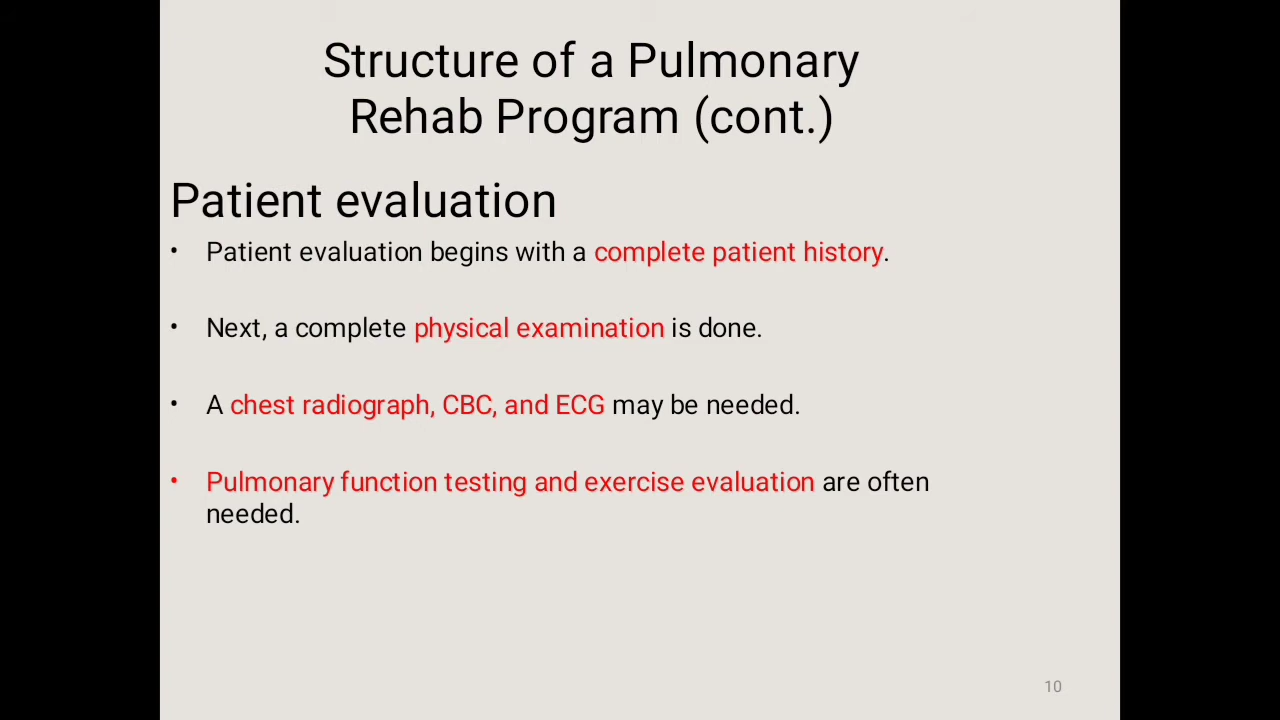 Structure of a Pulmonary
Rehab Program (cont.)
Patient evaluation
• Patient evaluation begins with a complete patient history.
• Next, a complete physical examination is done.
• A chest radiograph, CBC, and ECG may be needed.
• Pulmonary function testing and exercise evaluation are often
needed.
10